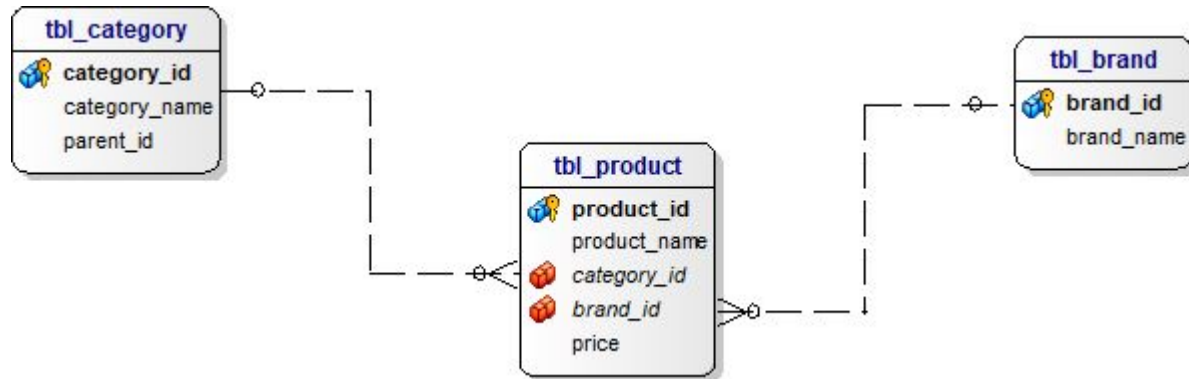 tbl_category
category_id
category_name
parent_id
tbl_brand
brand_id
brand_name
tbl_product
product_id
product_name
category_id
brand_id
price